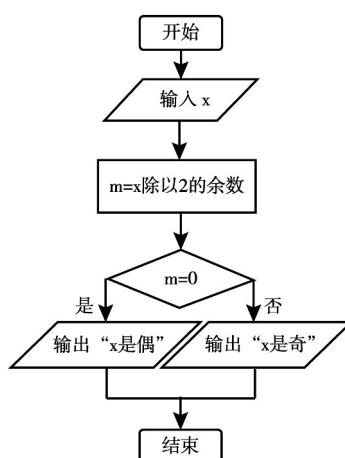 开始
输入 x
m=x除以2的余数
m=0
是
否
输出“x是偶”
输出“x是奇”
结束